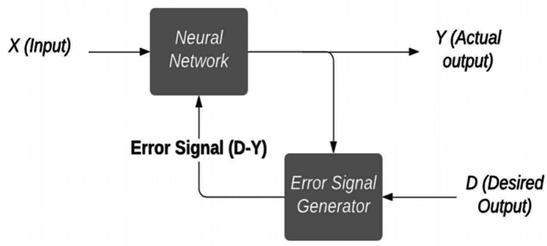 X (Input)
Neural
Network
Y (Actual
output)
Error Signal (D-Y)
Error Signal
Generator
D (Desired
Output)